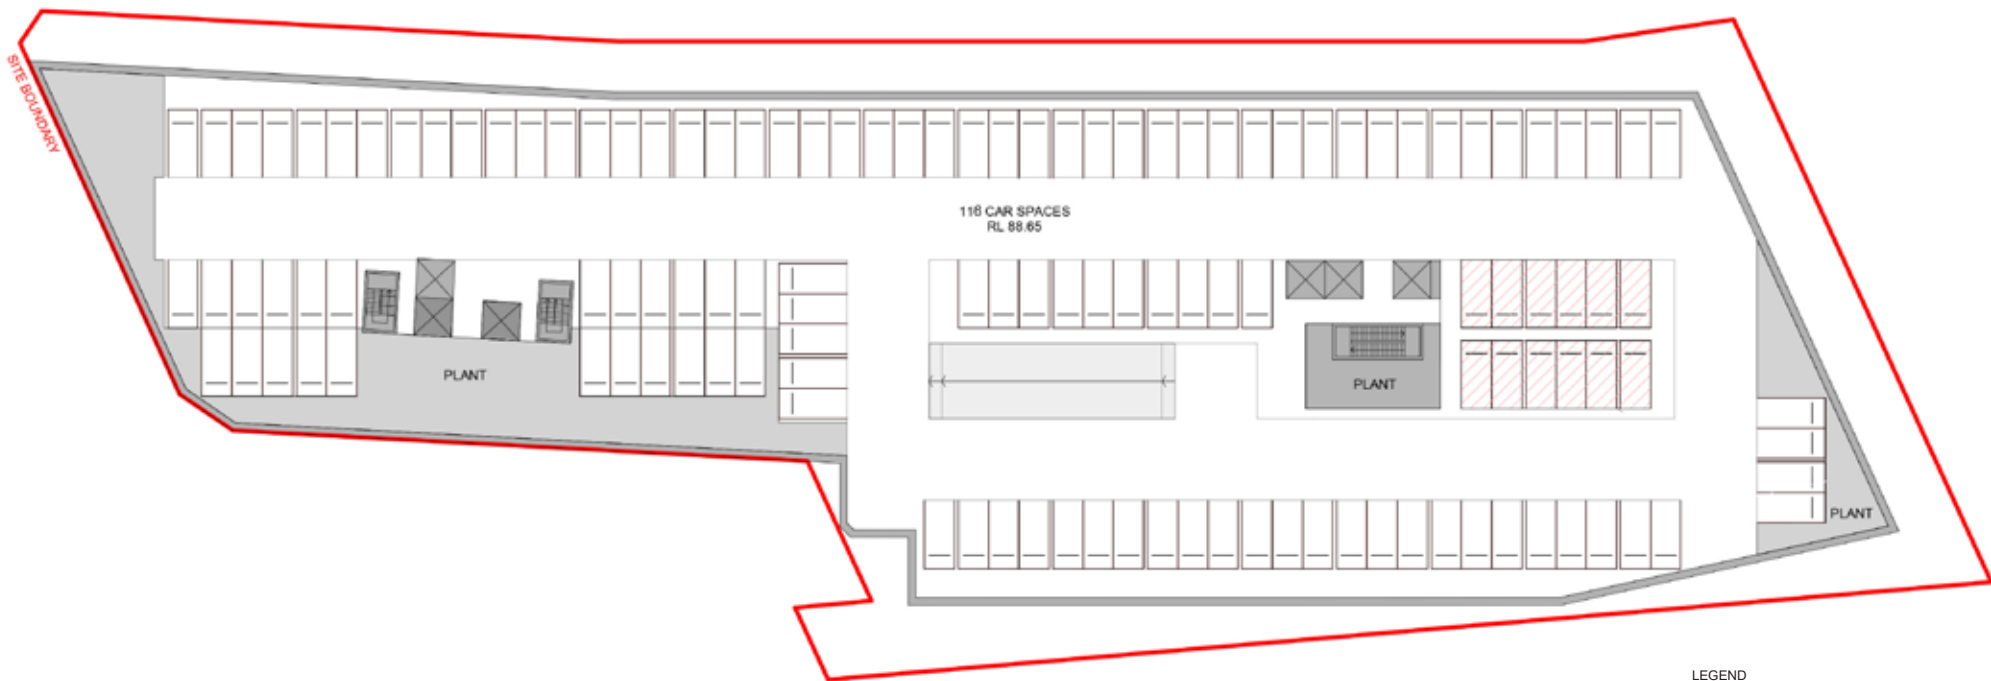 SITE BOUNDARY
116 CAR SPACES
RL 88.65
PLANT
PLANT
PLANT
LEGEND